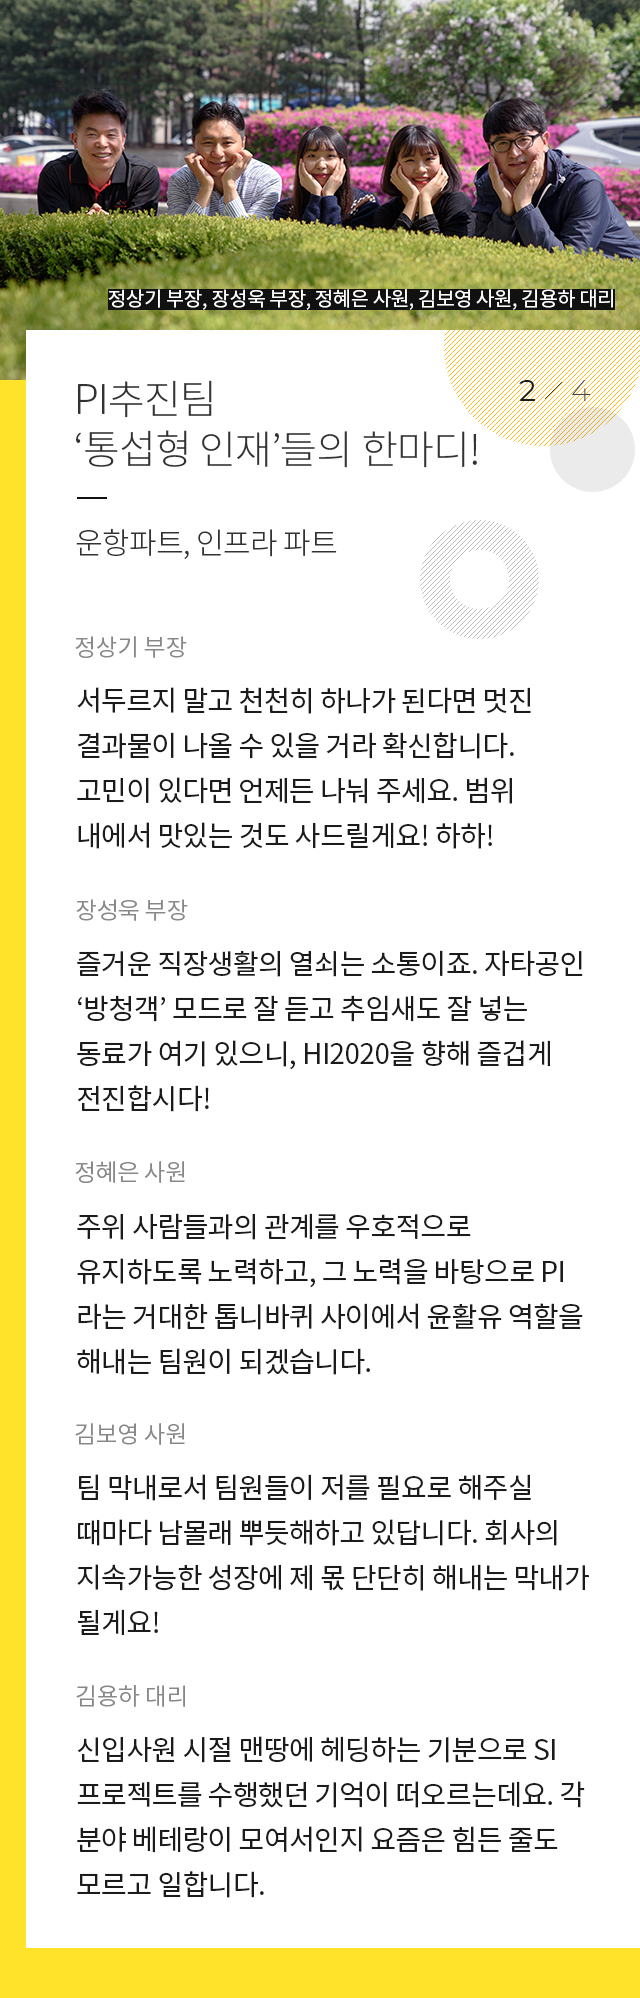 정상기 부장, 장성욱 부장, 정혜은 사원, 김보영 사원, 김용하 대리
2 / 4
PI추진팀
‘통섭형 인재’들의 한마디!
운항파트, 인프라 파트
정상기 부장
서두르지 말고 천천히 하나가 된다면 멋진
결과물이 나올 수 있을 거라 확신합니다.
고민이 있다면 언제든 나눠 주세요. 범위
내에서 맛있는 것도 사드릴게요! 하하!
장성욱 부장
즐거운 직장생활의 열쇠는 소통이죠. 자타공인
‘방청객’ 모드로 잘 듣고 추임새도 잘 넣는
동료가 여기 있으니, HI2020을 향해 즐겁게
전진합시다!
정혜은 사원
주위 사람들과의 관계를 우호적으로
유지하도록 노력하고, 그 노력을 바탕으로 PI
라는 거대한 톱니바퀴 사이에서 윤활유 역할을
해내는 팀원이 되겠습니다.
김보영 사원
팀 막내로서 팀원들이 저를 필요로 해주실
때마다 남몰래 뿌듯해하고 있답니다. 회사의
지속가능한 성장에 제 몫 단단히 해내는 막내가
될게요!
김용하 대리
신입사원 시절 맨땅에 헤딩하는 기분으로 SI
프로젝트를 수행했던 기억이 떠오르는데요. 각
분야 베테랑이 모여서인지 요즘은 힘든 줄도
모르고 일합니다.